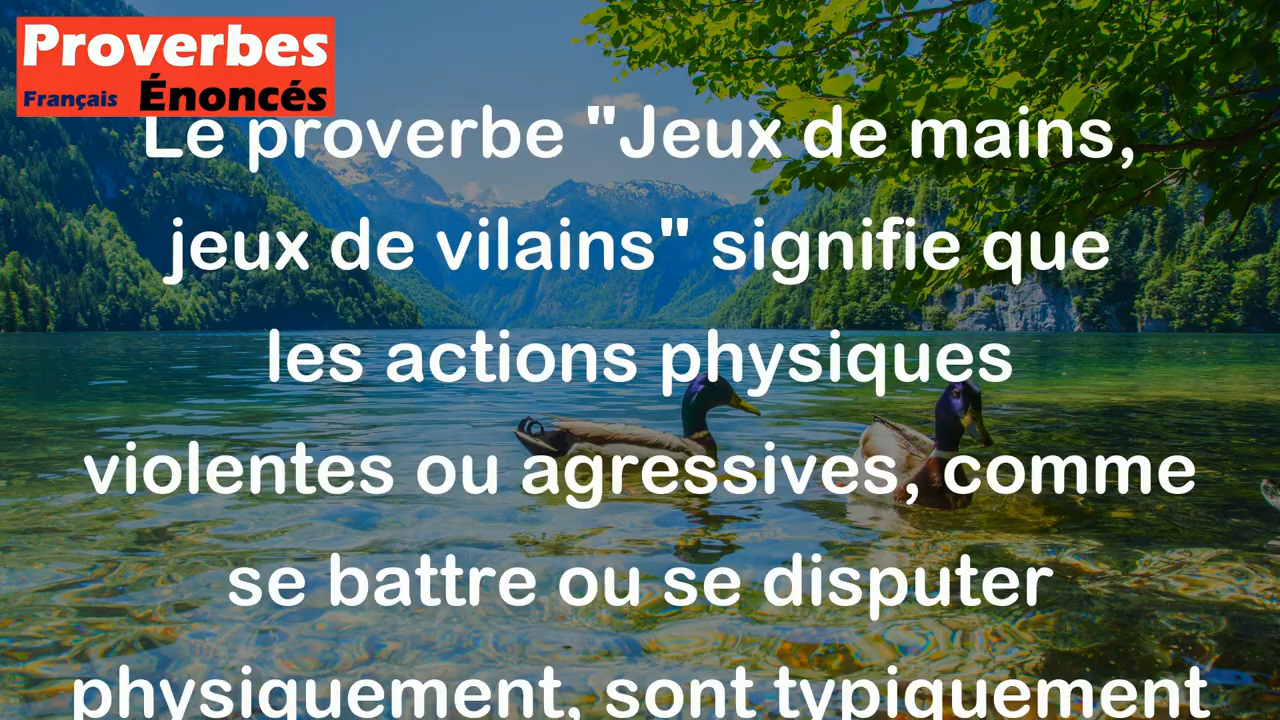 Proverbes
Français Énoncés
Le proverbe "Jeux de mains,
jeux de vilains" signifie que
les actions physiques
violentes ou agressives, comme
se battre ou se disputer
physiquement, sont typiquement